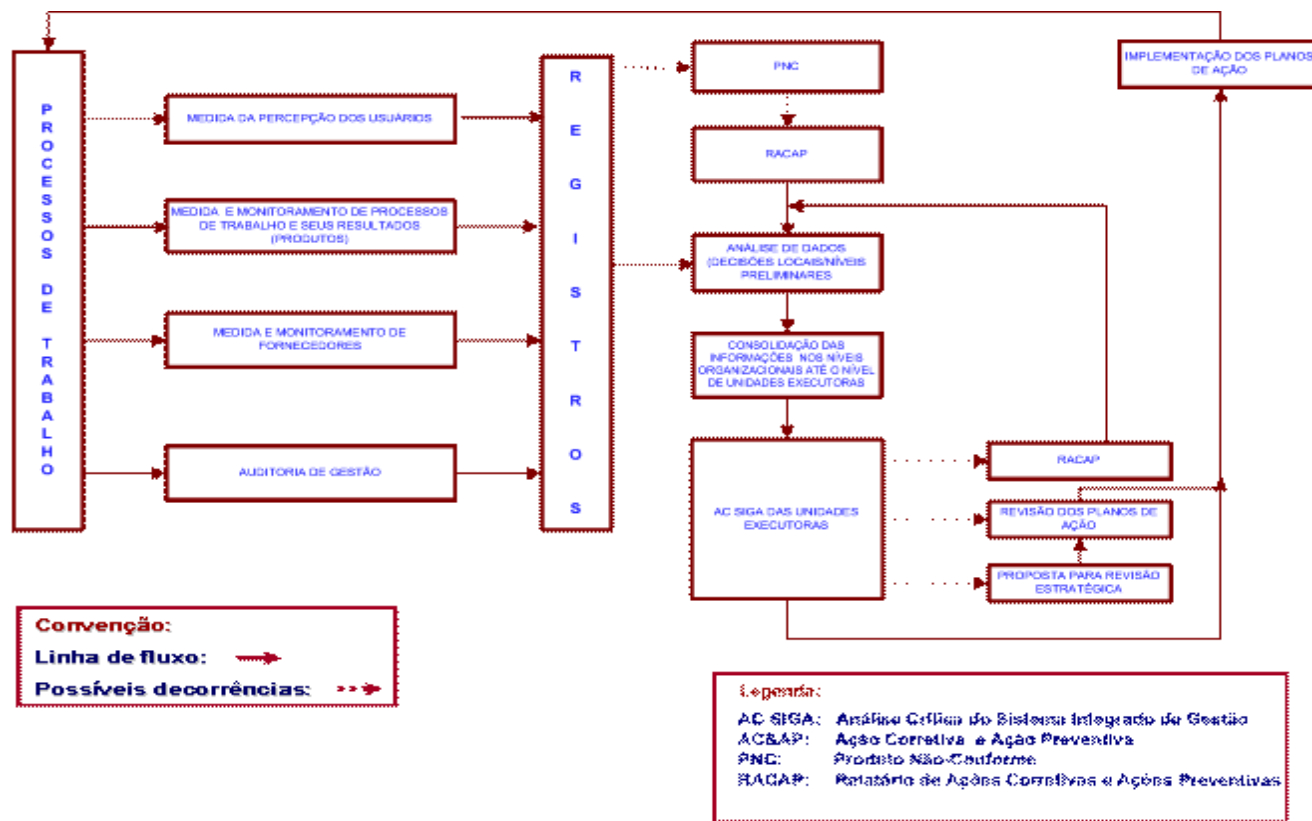 PROCESSOS DE TRABALHO
MEDIDA DA PERCEPÇÃO DOS USUÁRIOS
MEDIDA E MONITORAMENTO DE PROCESSOS
DE TRABALHO E SEUS RESULTADOS
(PRODUTOS)
MEDIDA E MONITORAMENTO DE
FORNECEDORES
AUDITORIA DE GESTÃO
REGISTROS
PNC
RACAP
ANÁLISE DE DADOS
(DECISÕES LOCAIS/NÍVEIS
PRELIMINARES
CONSOLIDAÇÃO DAS
INFORMAÇÕES NOS NÍVEIS
ORGANIZACIONAIS ATÉ O NÍVEL
DE UNIDADES EXECUTORAS
AC SIGA DAS UNIDADES
EXECUTORAS
RACAP
REVISÃO DOS PLANOS DE
AÇÃO
PROPOSTA PARA REVISÃO
ESTRATÉGICA
IMPLEMENTAÇÃO DOS PLANOS
DE AÇÃO
Convenção:
Linha de fluxo:
Possíveis decorrências:
Legenda:
AC SIGA: Análise Crítica do Sistema Integrado de Gestão
AC&AP: Ação Corretiva e Ação Preventiva
PNC: Produto Não-Conforme
RACAP: Relatório de Ações Corretivas e Ações Preventivas